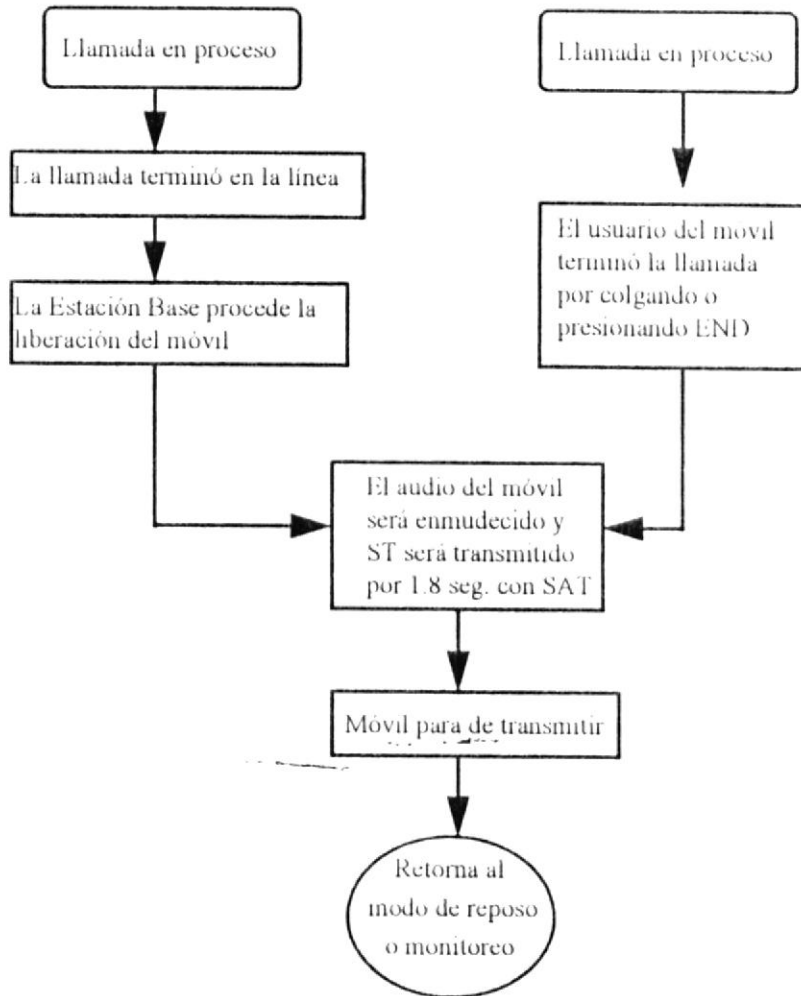 Llamada en proceso
La llamada terminó en la línea
La Estación Base procede la
liberación del móvil
Llamada en proceso
El usuario del movil
terminó la llamada
por colgando o
presionando END
El audio del móvil
será enmudecido y
ST será transmitido
por 1.8 seg. con SAT
Móvil para de transmitir
Retorna al
modo de reposo
o monitoreo